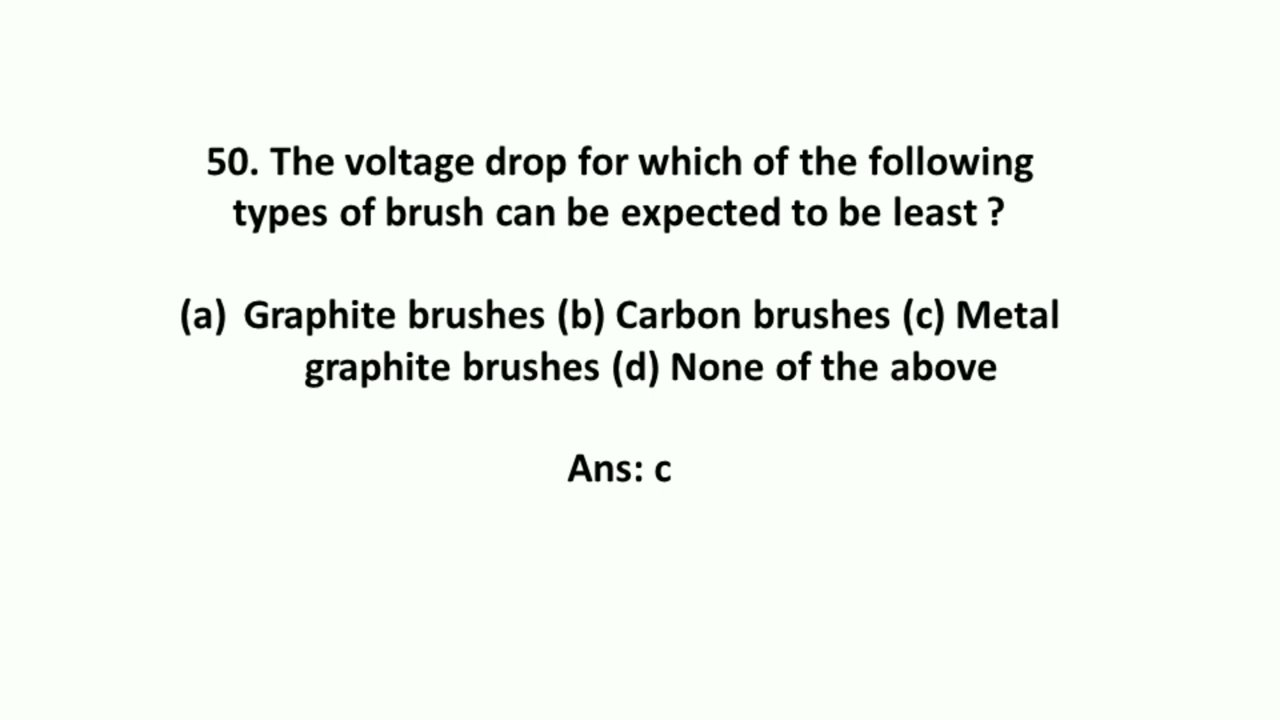 50. The voltage drop for which of the following
types of brush can be expected to be least ?
(a) Graphite brushes (b) Carbon brushes (c) Metal
graphite brushes (d) None of the above
Ans: c